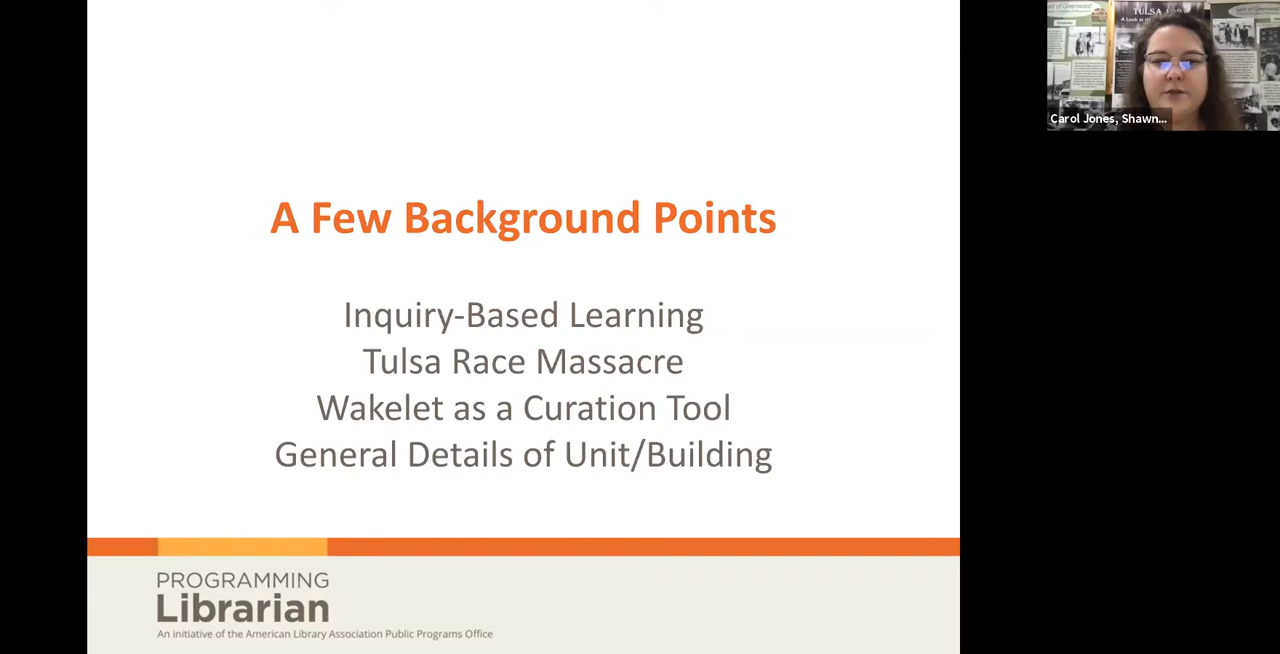 A Few Background Points
Inquiry-Based Learning
Tulsa Race Massacre
Wakelet as a Curation Tool
General Details of Unit/Building
PROGRAMMING
Librarian
An initiative of the American Library Association Public Programs Office
TULSA
Carol Jones, Shawn...